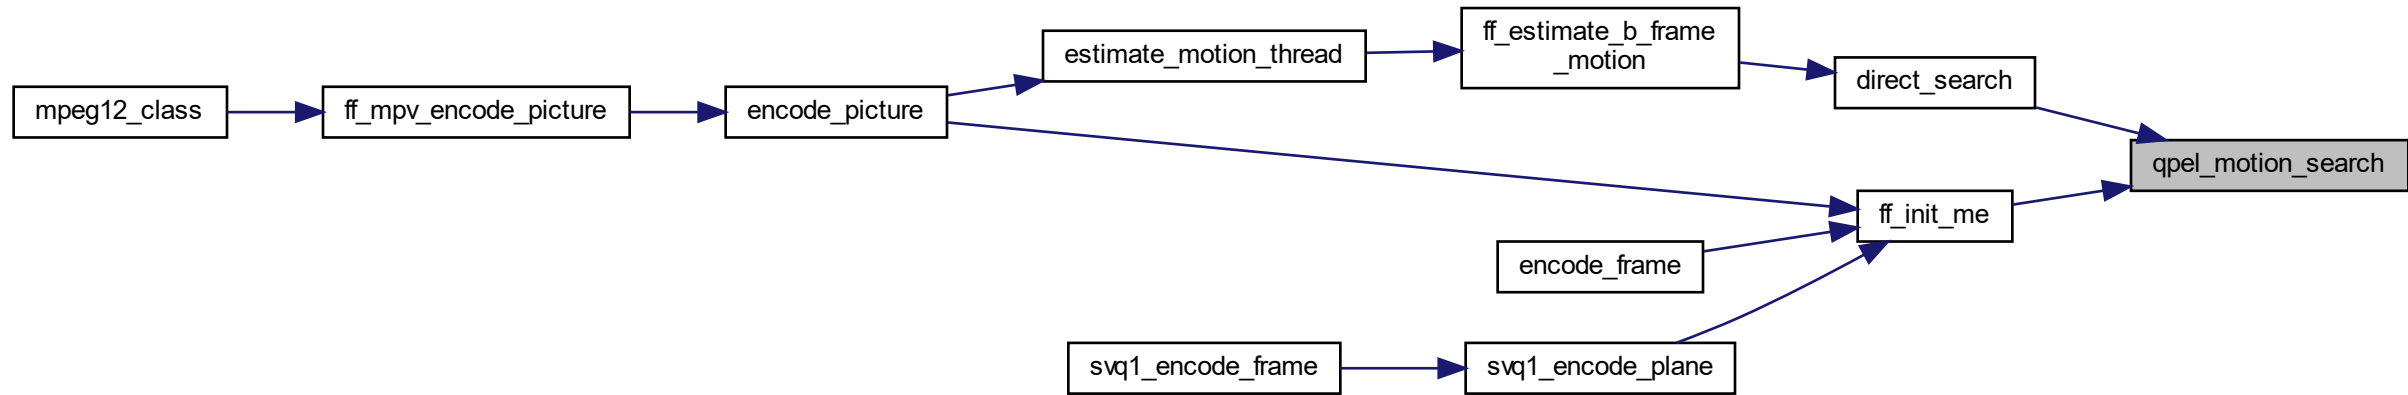 mpeg12_class
ff_mpv_encode_picture
encode_picture
estimate_motion_thread
ff_estimate_b_frame
_motion
direct_search
qpel_motion_search
ff_init_me
encode_frame
svq1_encode_frame
svq1_encode_plane